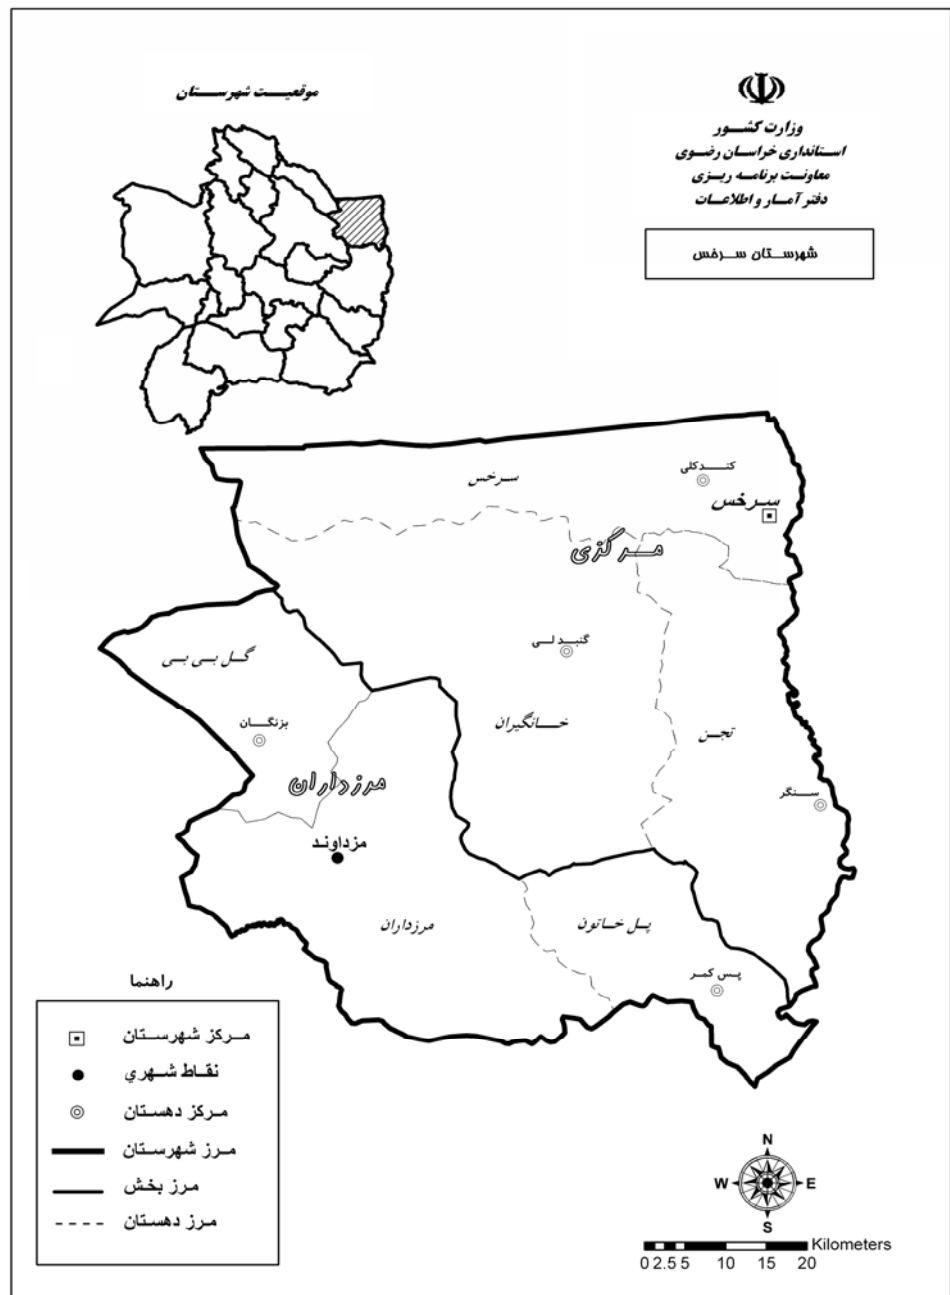 موقعیت شهرستان
وزارت کشور
استانداری خراسان رضوی
معاونت برنامه ریزی
دفتر آمار و اطلاعات
شهرستان سرخس
کندکلی
سرخس
سرخس
مرکزی
گنبد لی
گل بی بی
بزنگان
خانگیران
تجن
مرزداران
سنگر
مزداوند
مرزداران
پل خاتون
پس کمر
راهنما
مرکز شهرستان
نقاط شهري
مرکز دهستان
مرز شهرستان
مرز بخش
مرز دهستان
N
W E
S
Kilometers
0 2.5 5 10 15 20